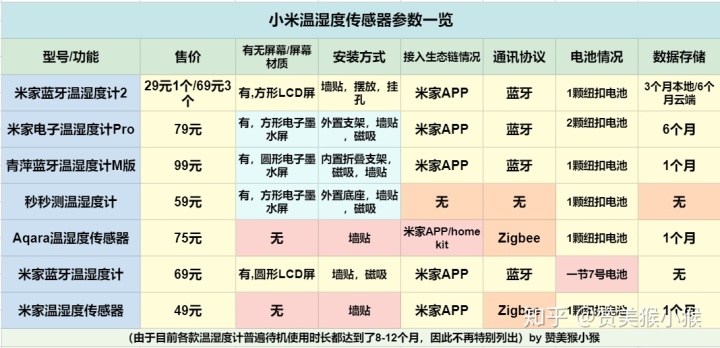 小米温湿度传感器参数一览
型号/功能 售价 有无屏幕/屏幕材质 安装方式 接入生态链情况 通讯协议 电池情况 数据存储
米家蓝牙温湿度计2 29元1个/69元3个 有,方形LCD屏 墙贴，摆放，挂孔 米家APP 蓝牙 1颗纽扣电池 3个月本地/6个月云端
米家电子温湿度计Pro 79元 有，方形电子墨水屏 外置支架，墙贴，磁吸 米家APP 蓝牙 2颗纽扣电池 6个月
青萍蓝牙温湿度计M版 99元 有，圆形电子墨水屏 内置折叠支架，磁吸，墙贴 米家APP 蓝牙 1颗纽扣电池 1个月
秒秒测温湿度计 59元 有，方形电子墨水屏 外置底座，墙贴，磁吸 无 无 1颗纽扣电池 无
Aqara温湿度传感器 75元 无 墙贴 米家APP/homekit Zigbee 1颗纽扣电池 1个月
米家蓝牙温湿度计 69元 有,圆形LCD屏 墙贴，磁吸 米家APP 蓝牙 一节7号电池 无
米家温湿度传感器 49元 无 墙贴 米家APP Zigbee 1颗纽扣电池 1个月
（由于目前各款温湿度计普遍待机使用时长都达到了8-12个月，因此不再特别列出）by 赞美猴小猴
知乎 @赞美猴小猴